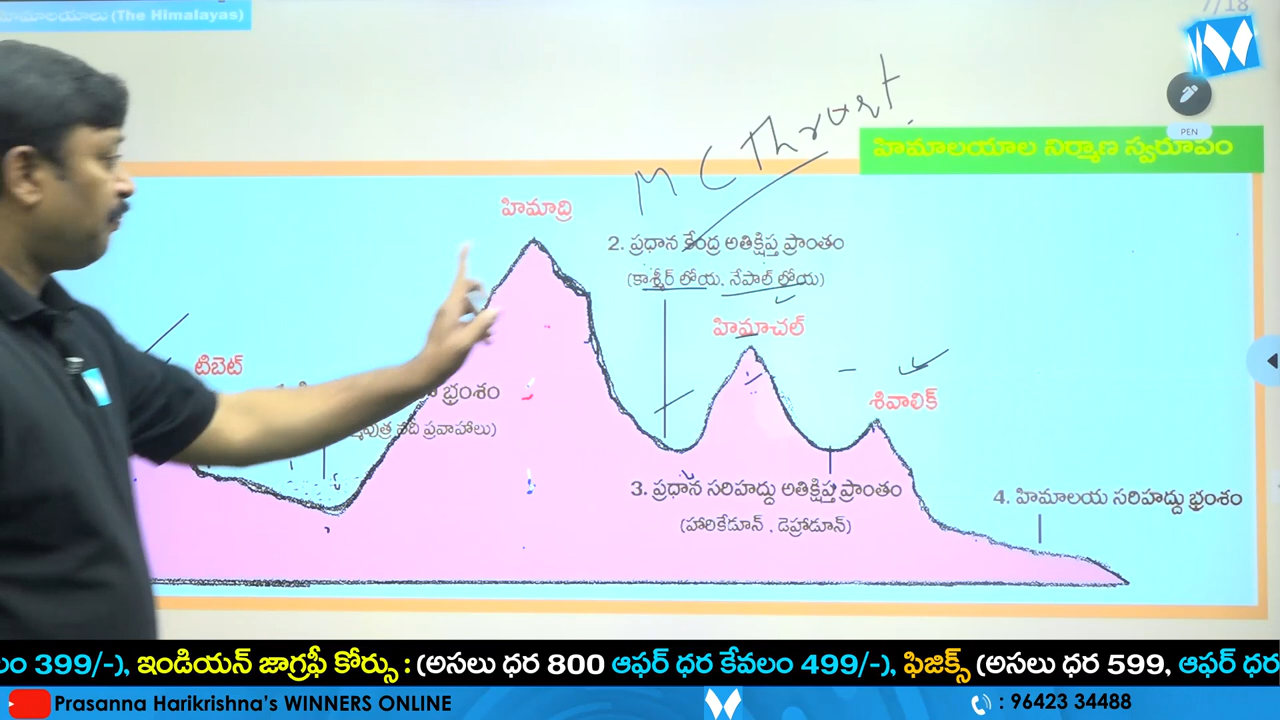 హిమాలయాలు (The Himalayas)
7/18
PEN
M C Thrust
హిమాలయాల నిర్మాణ స్వరూపం
హిమాద్రి
2. ప్రధాన కేంద్ర అతిక్షిప్త ప్రాంతం
(కాశ్మీర్ లోయ, నేపాల్ లోయ)
హిమాచల్
టిబెట్
భ్రంశం
నదీ ప్రవాహాలు)
శివాలిక్
3. ప్రధాన సరిహద్దు అతిక్షిప్త ప్రాంతం
(హరికేడూన్ , డెహ్రాడూన్)
4. హిమాలయ సరిహద్దు భ్రంశం
399/-), ఇండియన్ జాగ్రఫీ కోర్సు : (అసలు ధర 800 ఆఫర్ ధర కేవలం 499/-), ఫిజిక్స్ (అసలు ధర 599, ఆఫర్ ధర
Prasanna Harikrishna's WINNERS ONLINE
: 96423 34488